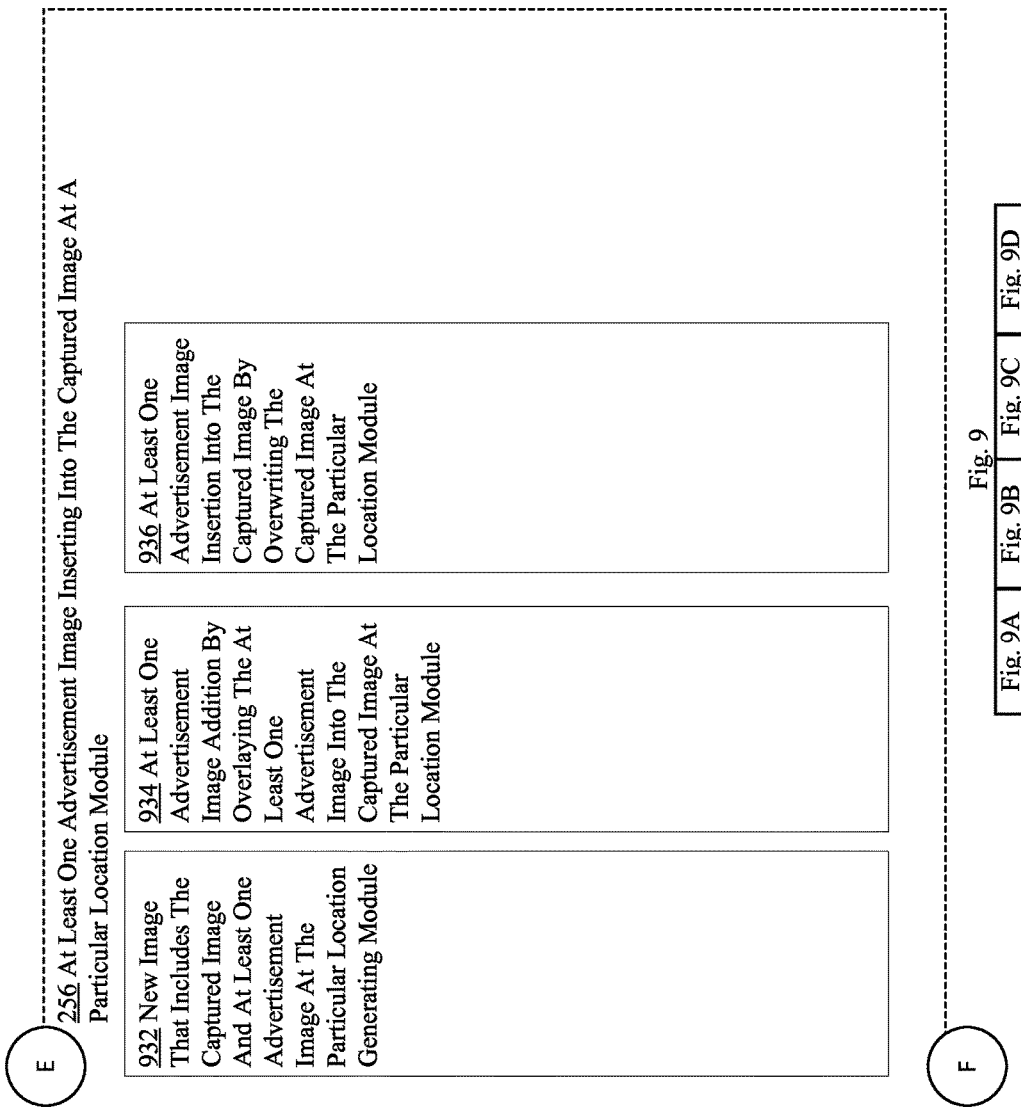 E
256 At Least One Advertisement Image Inserting Into The Captured Image At A
Particular Location Module
932 New Image
That Includes The
Captured Image
And At Least One
Advertisement
Image At The
Particular Location
Generating Module
934 At Least One
Advertisement
Image Addition By
Overlaying The At
Least One
Advertisement
Image Into The
Captured Image At
The Particular
Location Module
936 At Least One
Advertisement Image
Insertion Into The
Captured Image By
Overwriting The
Captured Image At
The Particular
Location Module
F
Fig. 9
Fig. 9A Fig. 9B Fig. 9C Fig. 9D